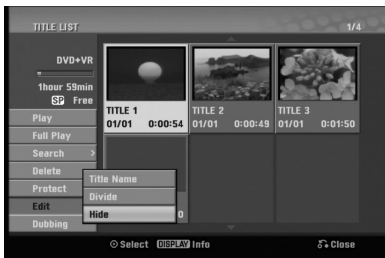 TITLE LIST
1/4
DVD+VR
1hour 59min
SP Free
Play
Full Play
Search >
Delete
Protect
Edit
Dubbing
Title Name
Divide
Hide
TITLE 1
01/01 0:00:54
TITLE 2
01/01 0:00:49
TITLE 3
01/01 0:01:50
0
Select DISPLAY Info
Close